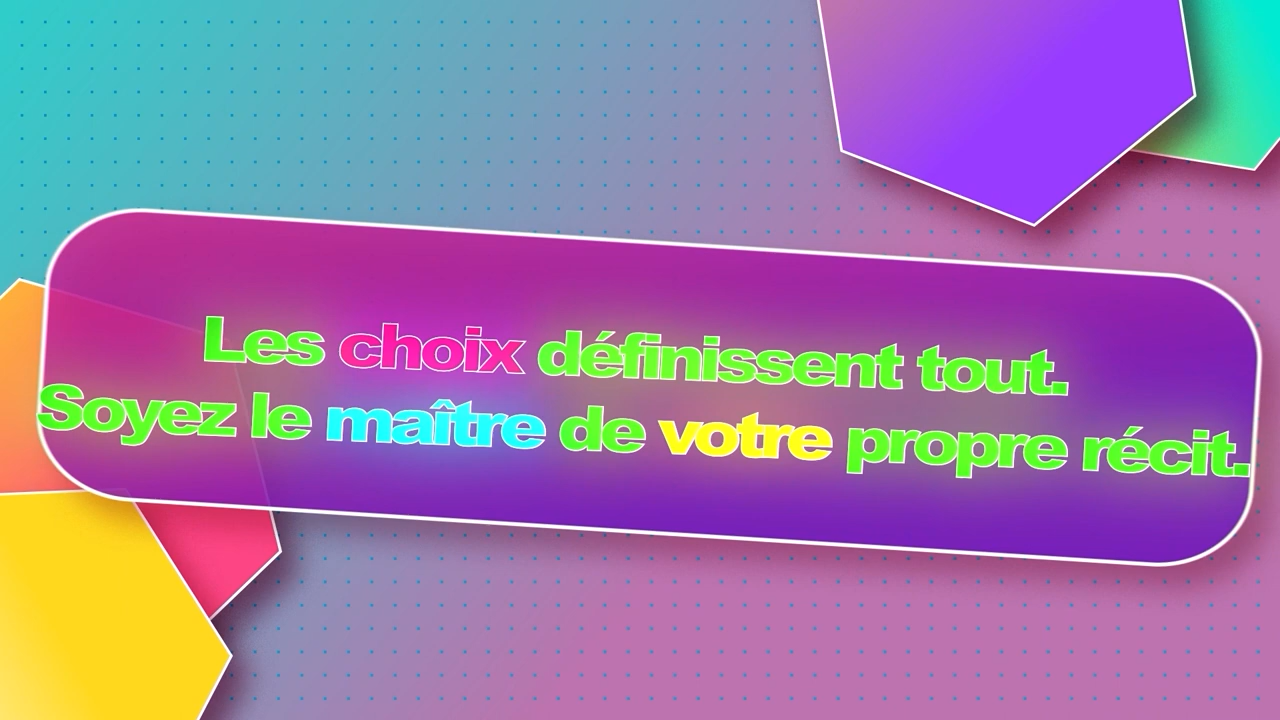 Les choix définissent tout.
Soyez le maître de votre propre récit.